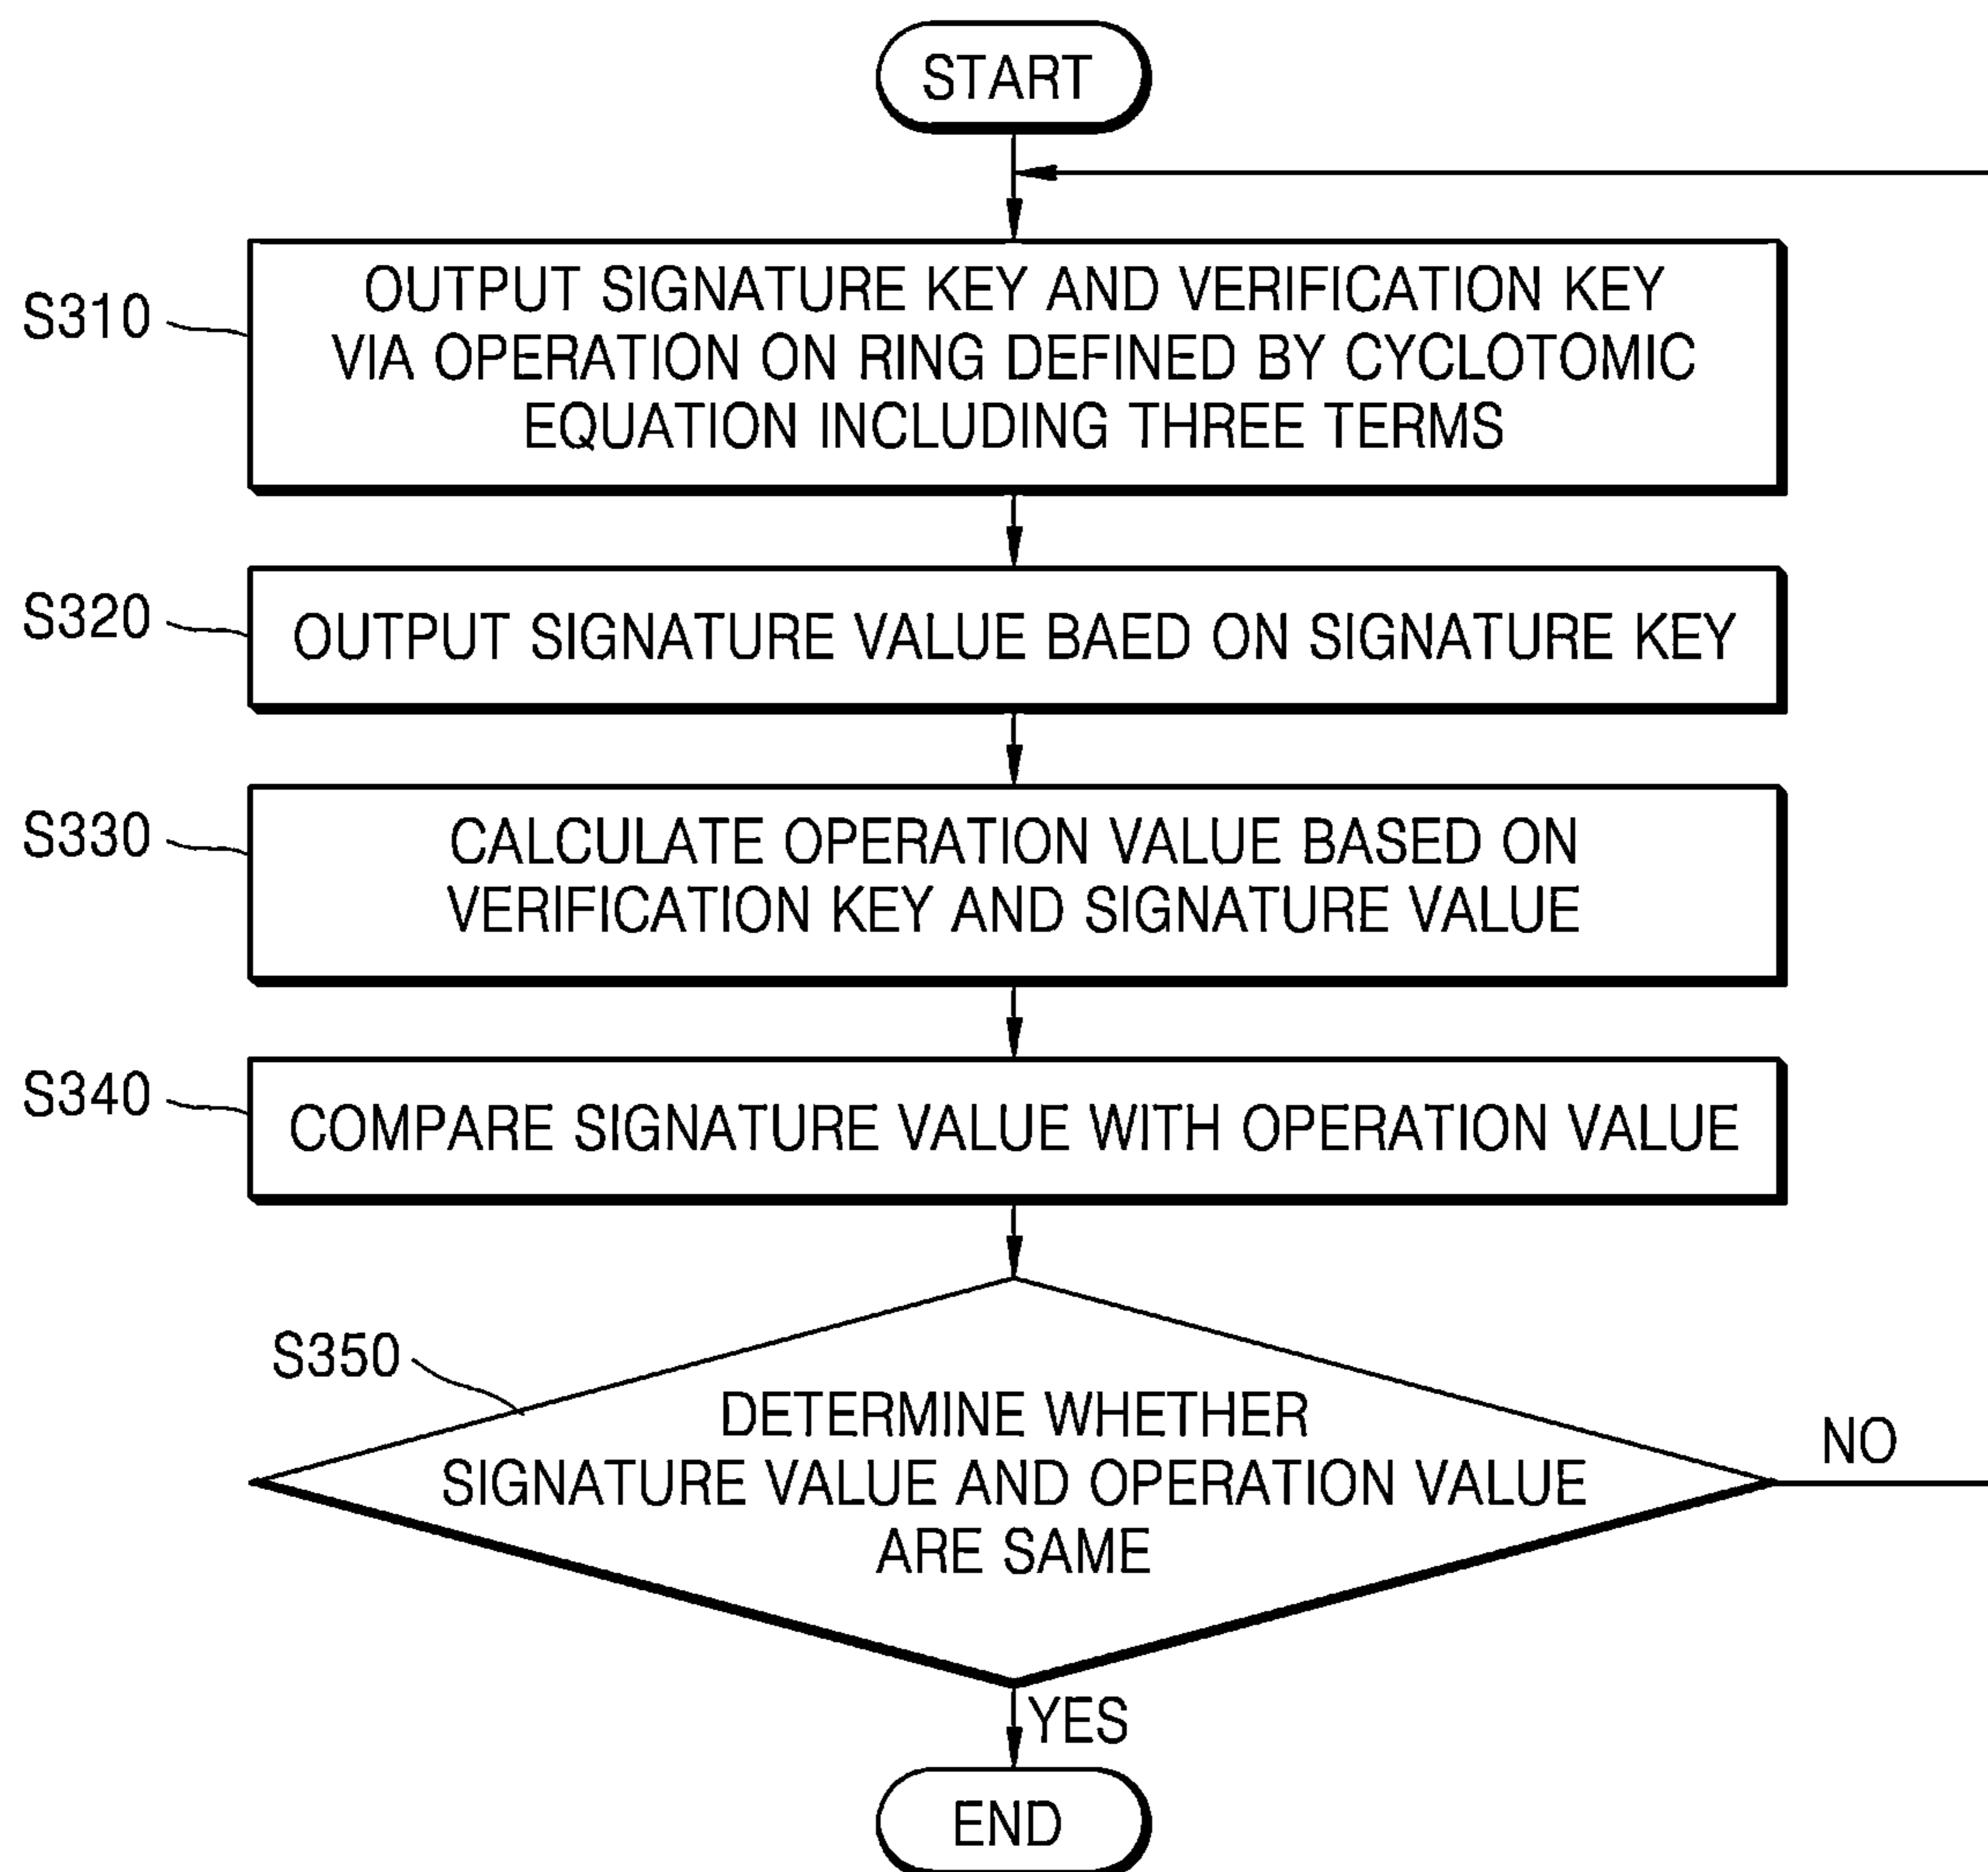 START
S310
OUTPUT SIGNATURE KEY AND VERIFICATION KEY
VIA OPERATION ON RING DEFINED BY CYCLOTOMIC
EQUATION INCLUDING THREE TERMS
S320
OUTPUT SIGNATURE VALUE BAED ON SIGNATURE KEY
S330
CALCULATE OPERATION VALUE BASED ON
VERIFICATION KEY AND SIGNATURE VALUE
S340
COMPARE SIGNATURE VALUE WITH OPERATION VALUE
S350
DETERMINE WHETHER
SIGNATURE VALUE AND OPERATION VALUE
ARE SAME
NO
YES
END